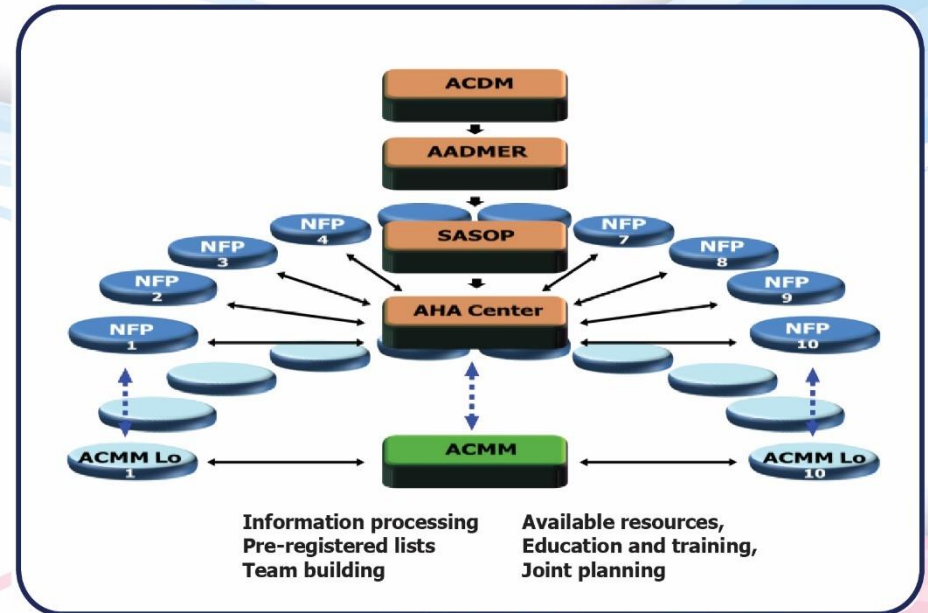 ACDM
AADMER
NFP
4
SASOP
NFP
7
NFP
3
NFP
8
NFP
2
AHA Center
NFP
9
NFP
1
NFP
10
ACMM Lo
1
ACMM
ACMM Lo
10
Information processing
Pre-registered lists
Team building
Available resources,
Education and training,
Joint planning